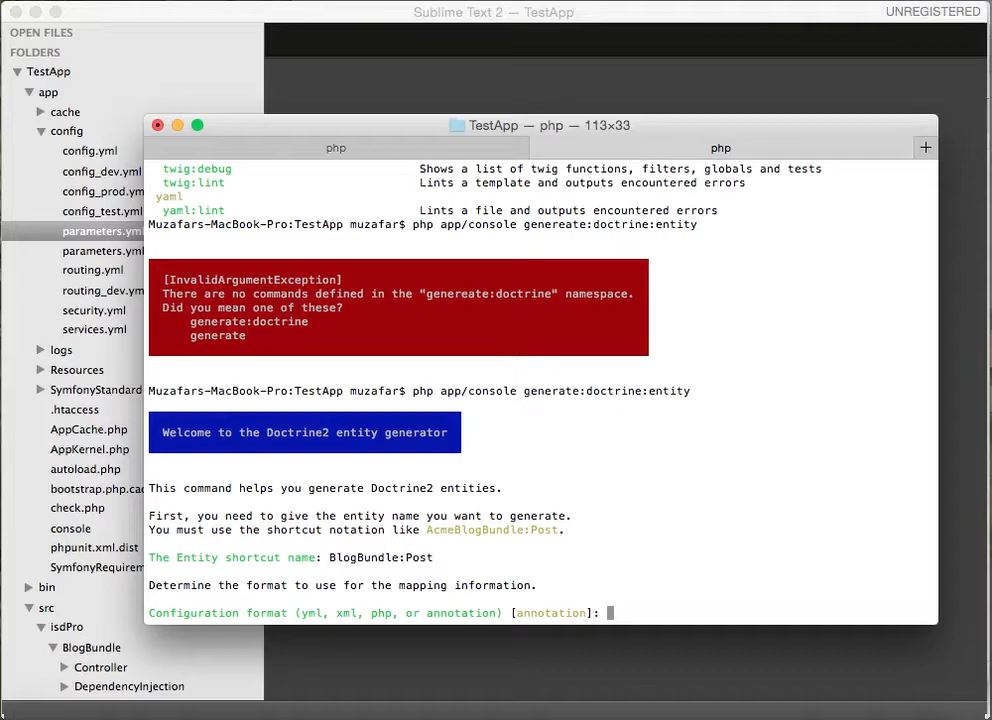 Sublime Text 2 — TestApp
UNREGISTERED
OPEN FILES
FOLDERS
TestApp
app
cache
config
config.yml
config_dev.yml
config_prod.ym
config_test.yml
parameters.yml
parameters.yml
routing.yml
routing_dev.ym
security.yml
services.yml
logs
Resources
SymfonyStandard
.htaccess
AppCache.php
AppKernel.php
autoload.php
bootstrap.php.cac
check.php
console
phpunit.xml.dist
SymfonyRequirem
bin
src
isdPro
BlogBundle
Controller
DependencyInjection
TestApp — php — 113×33
php
php
+
twig:debug Shows a list of twig functions, filters, globals and tests
twig:lint Lints a template and outputs encountered errors
yaml
yaml:lint Lints a file and outputs encountered errors
Muzafars-MacBook-Pro:TestApp muzafar$ php app/console genereate:doctrine:entity
[InvalidArgumentException]
There are no commands defined in the "genereate:doctrine" namespace.
Did you mean one of these?
generate:doctrine
generate
Muzafars-MacBook-Pro:TestApp muzafar$ php app/console generate:doctrine:entity
Welcome to the Doctrine2 entity generator
This command helps you generate Doctrine2 entities.
First, you need to give the entity name you want to generate.
You must use the shortcut notation like AcmeBlogBundle:Post.
The Entity shortcut name: BlogBundle:Post
Determine the format to use for the mapping information.
Configuration format (yml, xml, php, or annotation) [annotation]: